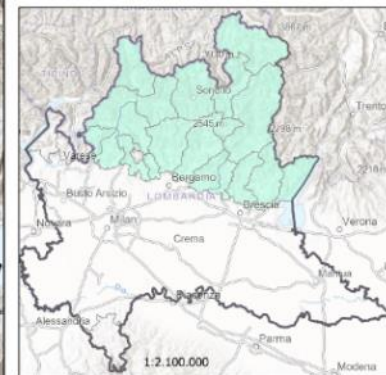 TICINO
Sondrio
2545 m
Trento
Varese
Bergamo
LOMBARDIA
Busto Arsizio
Brescia
Milan
Verona
Novara
Crema
Mantua
Piacenza
Alessandria
Parma
1:2.100.000
Modena